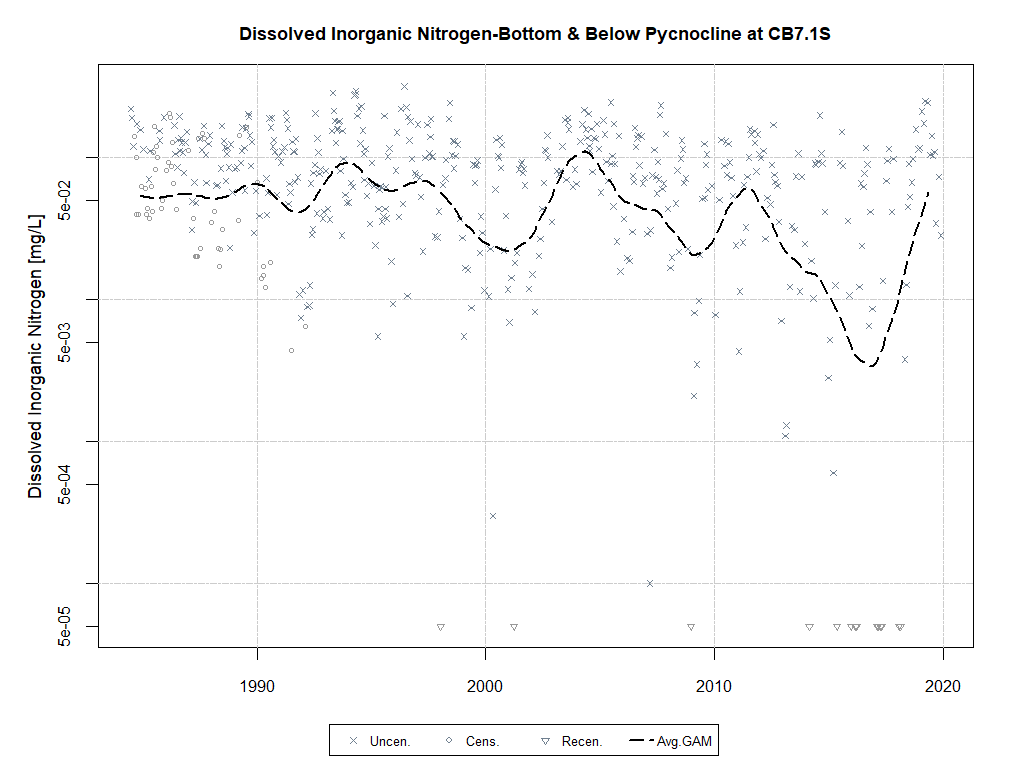 Dissolved Inorganic Nitrogen-Bottom & Below Pycnocline at CB7.1S
Dissolved Inorganic Nitrogen [mg/L]
5e-02
5e-03
5e-04
5e-05
1990 2000 2010 2020
Uncen. Cens. Recen. Avg.GAM